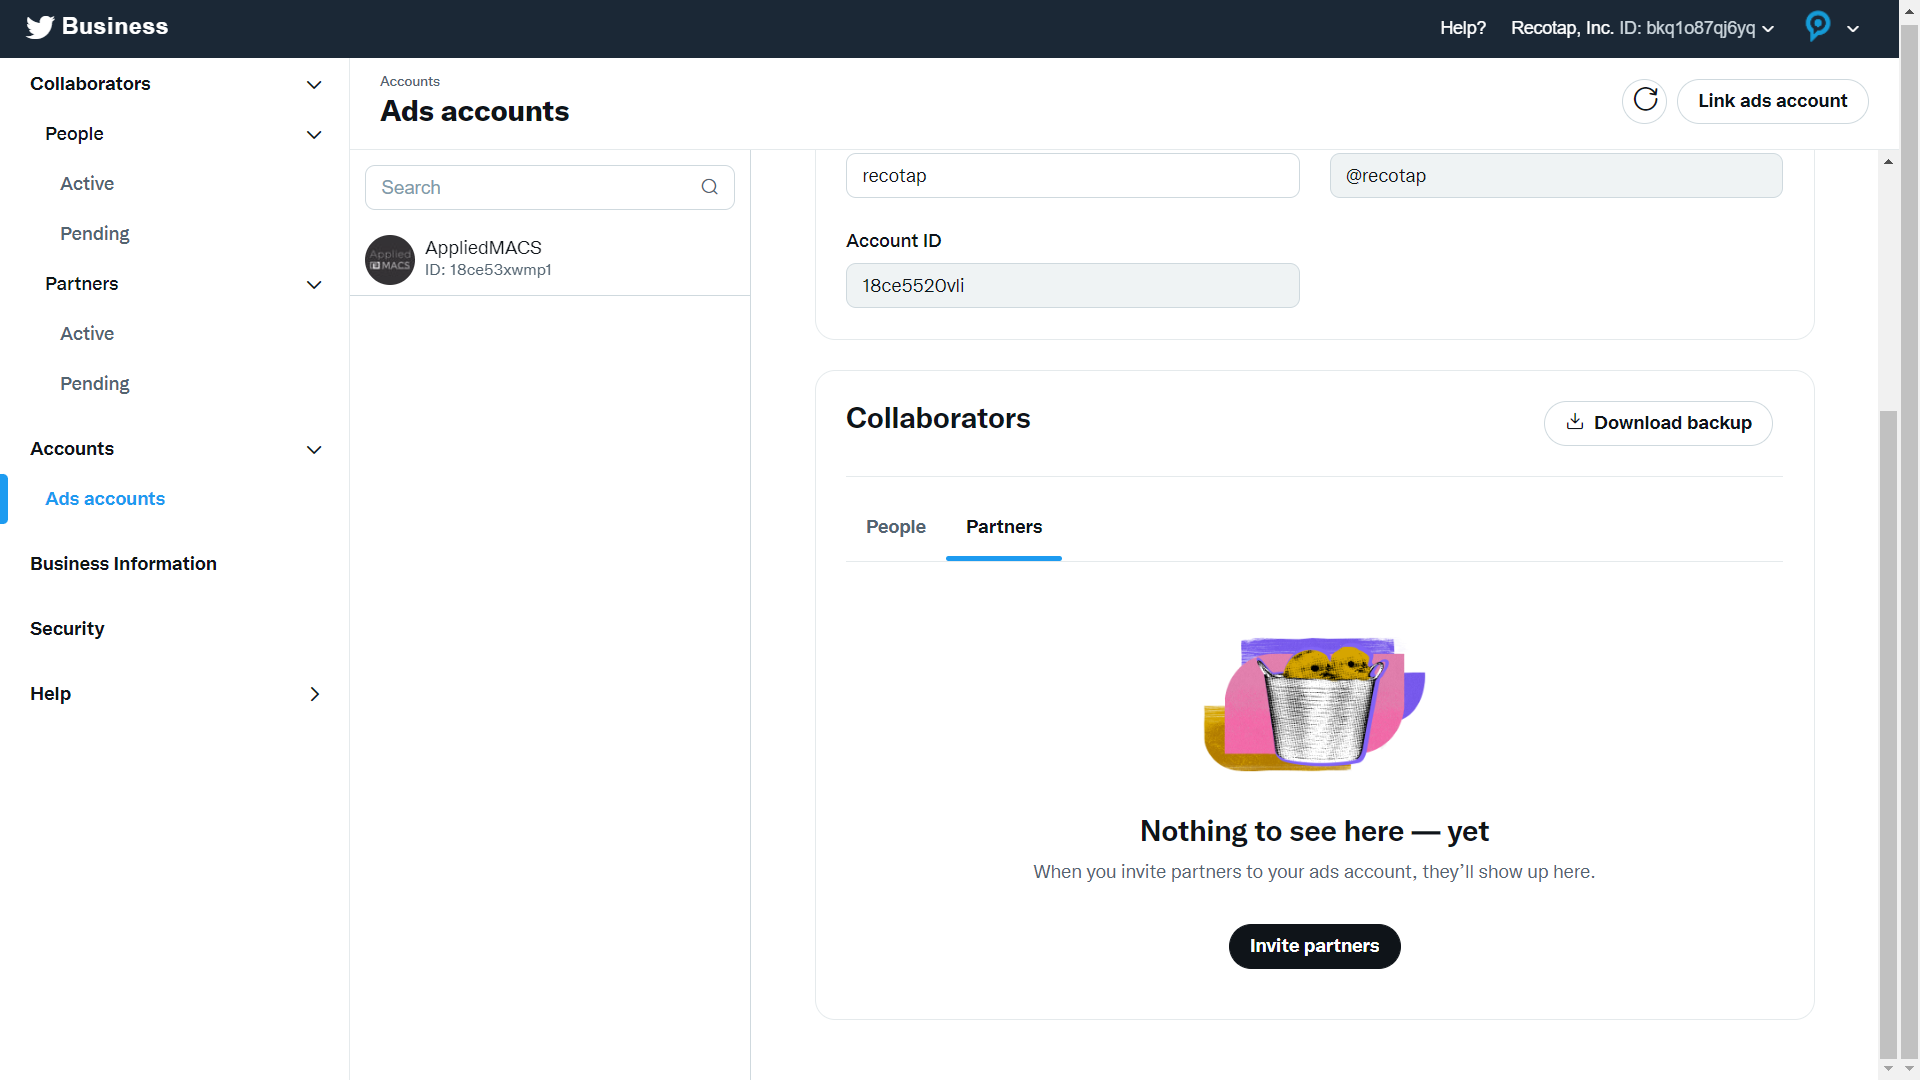 Business
Help?
Recotap, Inc. ID: bkq1o87qj6yq
Collaborators
People
Active
Pending
Partners
Active
Pending
Accounts
Ads accounts
Business Information
Security
Help
Accounts
Ads accounts
Link ads account
Search
Applied
MACS
AppliedMACS
ID: 18ce53xwmp1
recotap
@recotap
Account ID
18ce5520vli
Collaborators
Download backup
People
Partners
Nothing to see here — yet
When you invite partners to your ads account, they’ll show up here.
Invite partners